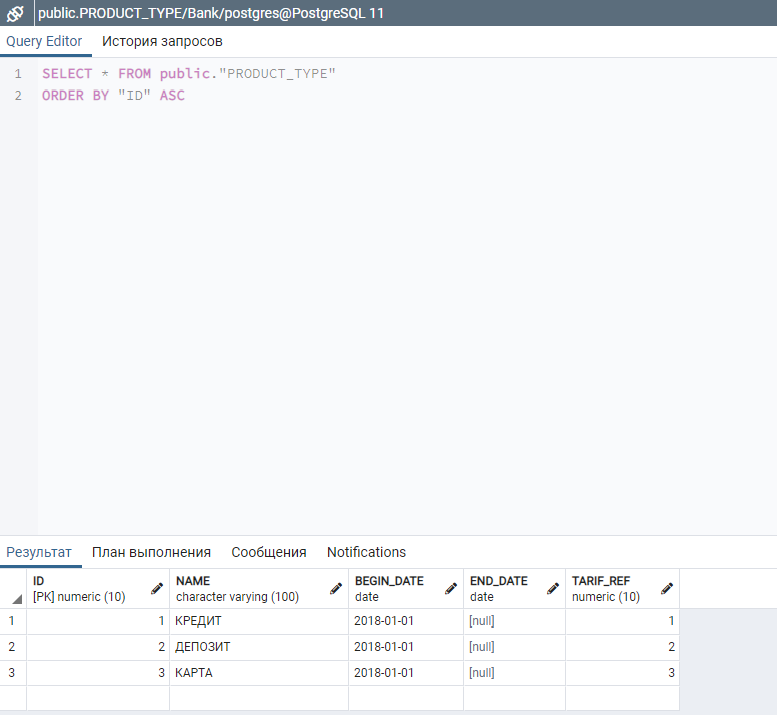 public.PRODUCT_TYPE/Bank/postgres@PostgreSQL 11
Query Editor История запросов
1 SELECT * FROM public."PRODUCT_TYPE"
2 ORDER BY "ID" ASC
Результат План выполнения Сообщения Notifications
ID NAME BEGIN_DATE END_DATE TARIF_REF
[PK] numeric (10) character varying (100) date date numeric (10)
1 1 КРЕДИТ 2018-01-01 [null] 1
2 2 ДЕПОЗИТ 2018-01-01 [null] 2
3 3 КАРТА 2018-01-01 [null] 3